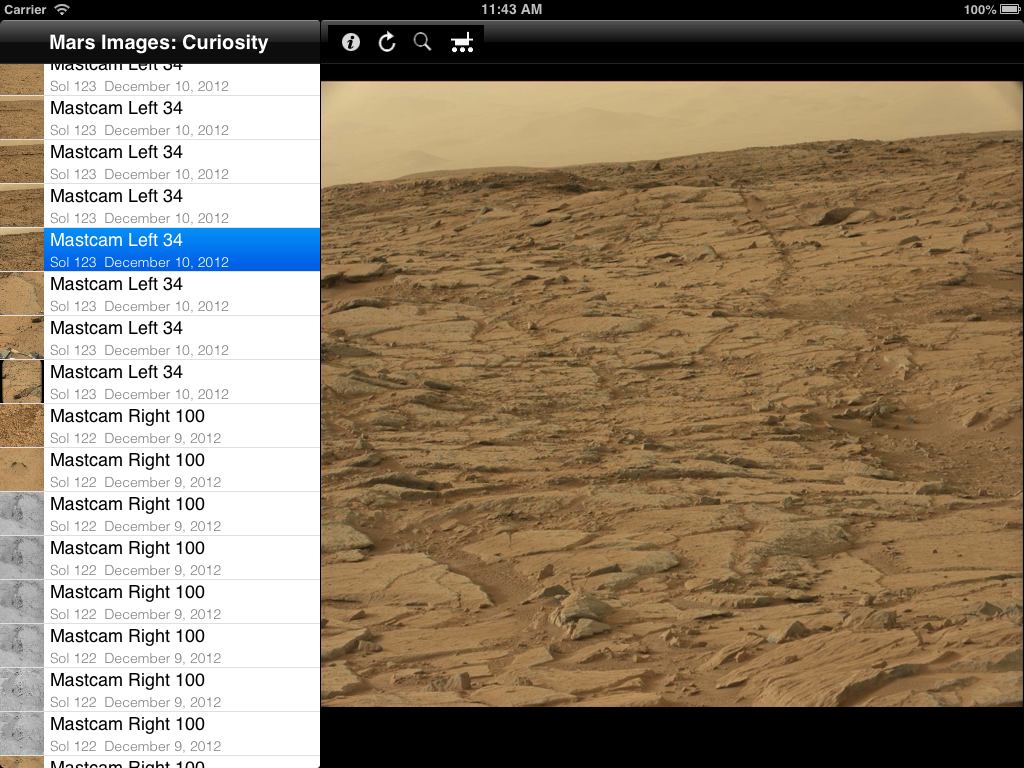 Carrier 11:43 AM 100%
Mars Images: Curiosity
Mastcam Left 34
Sol 123 December 10, 2012
Mastcam Left 34
Sol 123 December 10, 2012
Mastcam Left 34
Sol 123 December 10, 2012
Mastcam Left 34
Sol 123 December 10, 2012
Mastcam Left 34
Sol 123 December 10, 2012
Mastcam Left 34
Sol 123 December 10, 2012
Mastcam Left 34
Sol 123 December 10, 2012
Mastcam Left 34
Sol 123 December 10, 2012
Mastcam Right 100
Sol 122 December 9, 2012
Mastcam Right 100
Sol 122 December 9, 2012
Mastcam Right 100
Sol 122 December 9, 2012
Mastcam Right 100
Sol 122 December 9, 2012
Mastcam Right 100
Sol 122 December 9, 2012
Mastcam Right 100
Sol 122 December 9, 2012
Mastcam Right 100
Sol 122 December 9, 2012
Mastcam Right 100
Sol 122 December 9, 2012
Mastcam Right 100